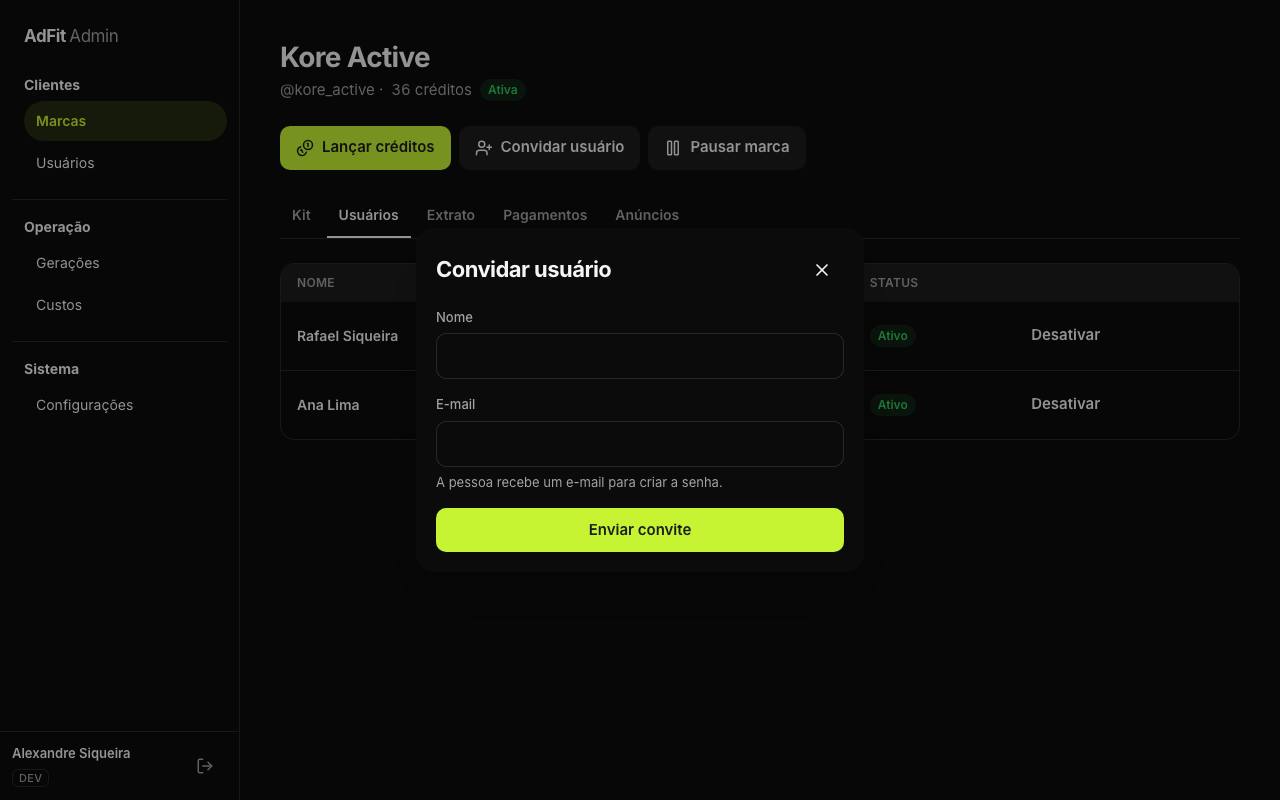 AdFit Admin
Clientes
Marcas
Usuários
Operação
Gerações
Custos
Sistema
Configurações
Alexandre Siqueira
DEV
Kore Active
@kore_active · 36 créditos Ativa
Lançar créditos Convidar usuário Pausar marca
Kit Usuários Extrato Pagamentos Anúncios
NOME STATUS
Rafael Siqueira Ativo Desativar
Ana Lima Ativo Desativar
Convidar usuário
Nome
E-mail
A pessoa recebe um e-mail para criar a senha.
Enviar convite